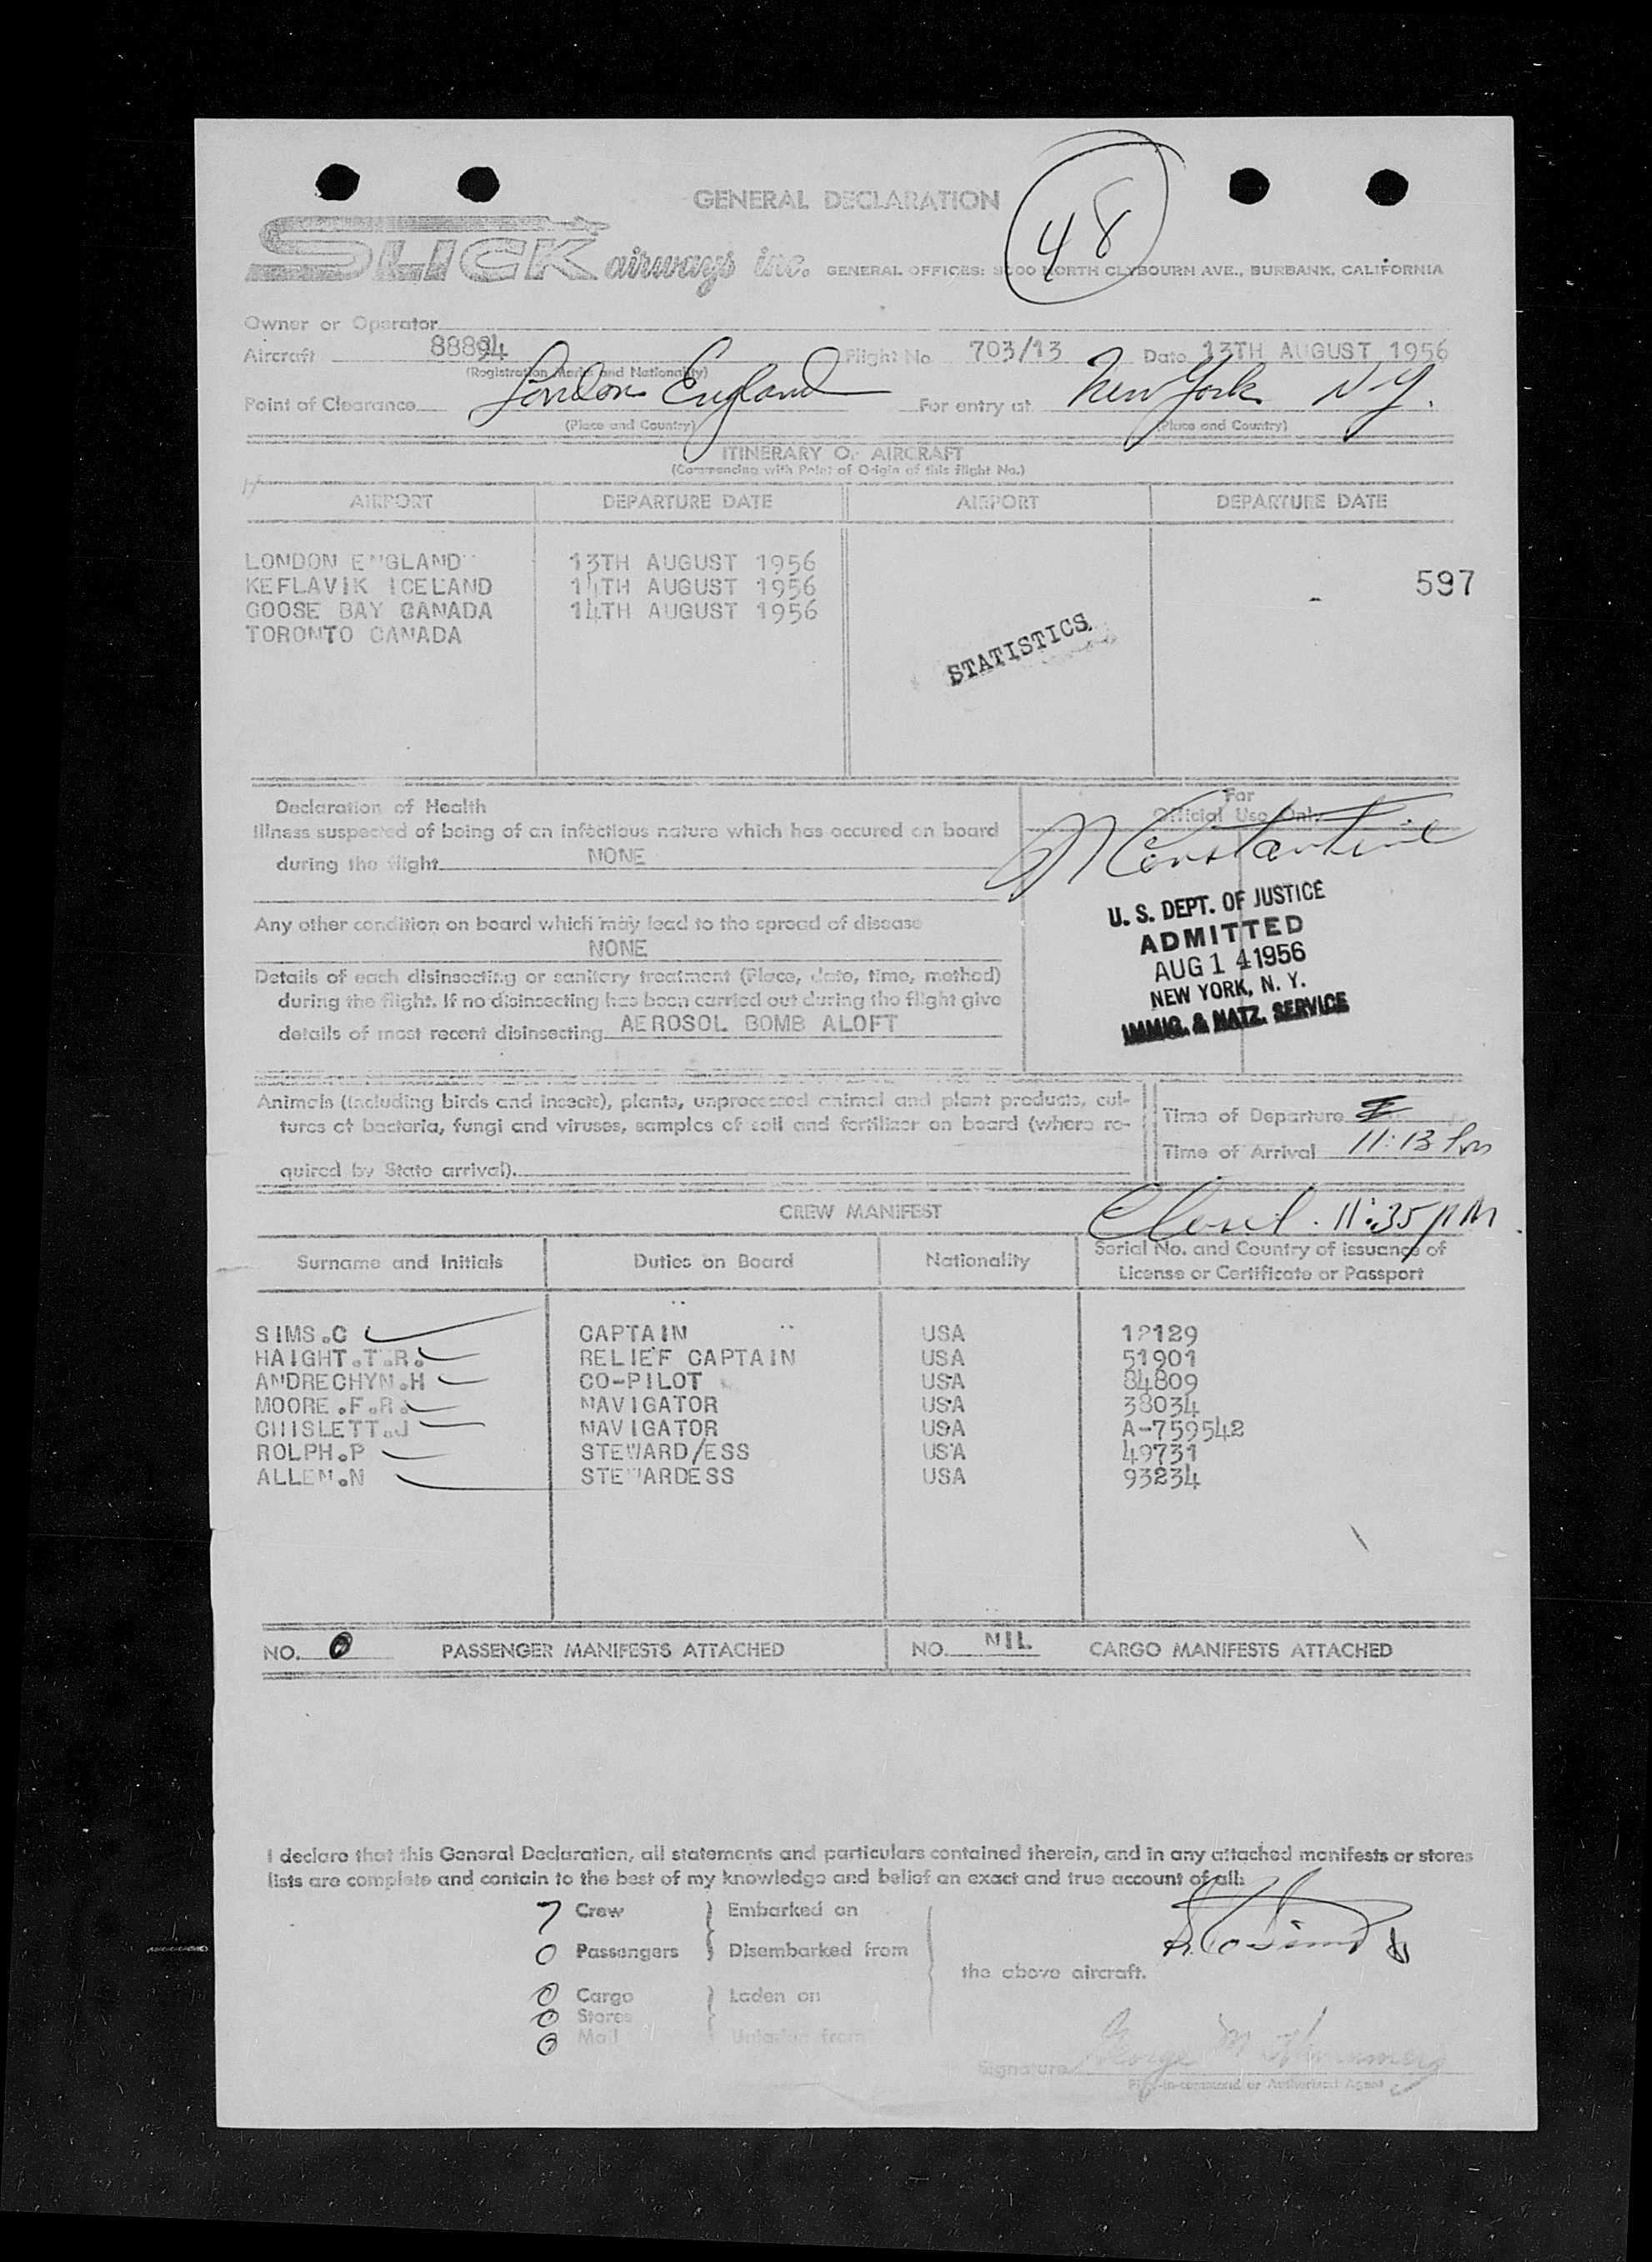 GENERAL DECLARATION
48
SLICK airways inc. GENERAL OFFICES: 3000 NORTH CLYBOURN AVE., BURBANK, CALIFORNIA
Owner or Operator
Aircraft 88894 Flight No. 703/13 Date 13TH AUGUST 1956
(Registration Marks and Nationality)
Point of Clearance London England For entry at New York N.Y.
(Place and Country) (Place and Country)
ITINERARY OF AIRCRAFT
(Commencing with Point of Origin of this flight No.)
AIRPORT DEPARTURE DATE AIRPORT DEPARTURE DATE
LONDON ENGLAND 13TH AUGUST 1956
KEFLAVIK ICELAND 14TH AUGUST 1956
597
GOOSE BAY CANADA 14TH AUGUST 1956
TORONTO CANADA
STATISTICS
Declaration of Health
For
Official Use Only
Illness suspected of being of an infectious nature which has occured on board
during the flight NONE
Constantine
Any other condition on board which may lead to the spread of disease
NONE
U. S. DEPT. OF JUSTICE
ADMITTED
AUG 14 1956
NEW YORK, N. Y.
IMMIG. & NATZ. SERVICE
Details of each disinsecting or sanitary treatment (Place, date, time, method)
during the flight. If no disinsecting has been carried out during the flight give
details of most recent disinsecting AEROSOL BOMB ALOFT
Animals (including birds and insects), plants, unprocessed animal and plant products, cul-
tures of bacteria, fungi and viruses, samples of soil and fertilizer on board (where re-
quired by State arrival).
Time of Departure
Time of Arrival 11:13 Pm
Closed. 11:35 PM
CREW MANIFEST
Surname and Initials Duties on Board Nationality Serial No. and Country of issuance of
License or Certificate or Passport
SIMS.C CAPTAIN USA 12129
HAIGHT.T.R. RELIEF CAPTAIN USA 51901
ANDRECHYN.H CO-PILOT USA 84809
MOORE.F.R. NAVIGATOR USA 38034
CHISLETT.J NAVIGATOR USA A-759542
ROLPH.P STEWARD/ESS USA 49731
ALLEN.N STEWARDESS USA 93234
NO. 0 PASSENGER MANIFESTS ATTACHED NO. NIL CARGO MANIFESTS ATTACHED
I declare that this General Declaration, all statements and particulars contained therein, and in any attached manifests or stores
lists are complete and contain to the best of my knowledge and belief an exact and true account of all:
7 Crew Embarked on
0 Passengers Disembarked from
the above aircraft.
0 Cargo Laden on
0 Stores
0 Mail Unladen from
Signature George M
Pilot-in-command or Authorized Agent